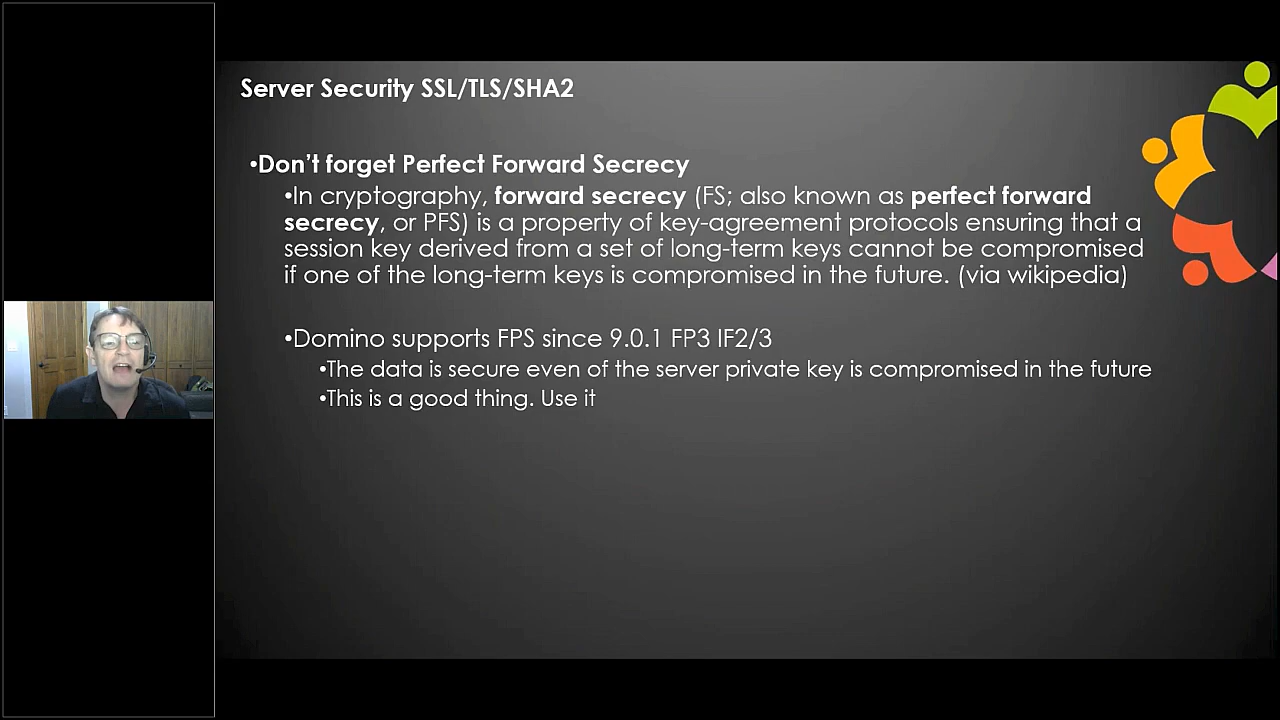 Server Security SSL/TLS/SHA2
•Don't forget Perfect Forward Secrecy
•In cryptography, forward secrecy (FS; also known as perfect forward
secrecy, or PFS) is a property of key-agreement protocols ensuring that a
session key derived from a set of long-term keys cannot be compromised
if one of the long-term keys is compromised in the future. (via wikipedia)
•Domino supports FPS since 9.0.1 FP3 IF2/3
•The data is secure even of the server private key is compromised in the future
•This is a good thing. Use it